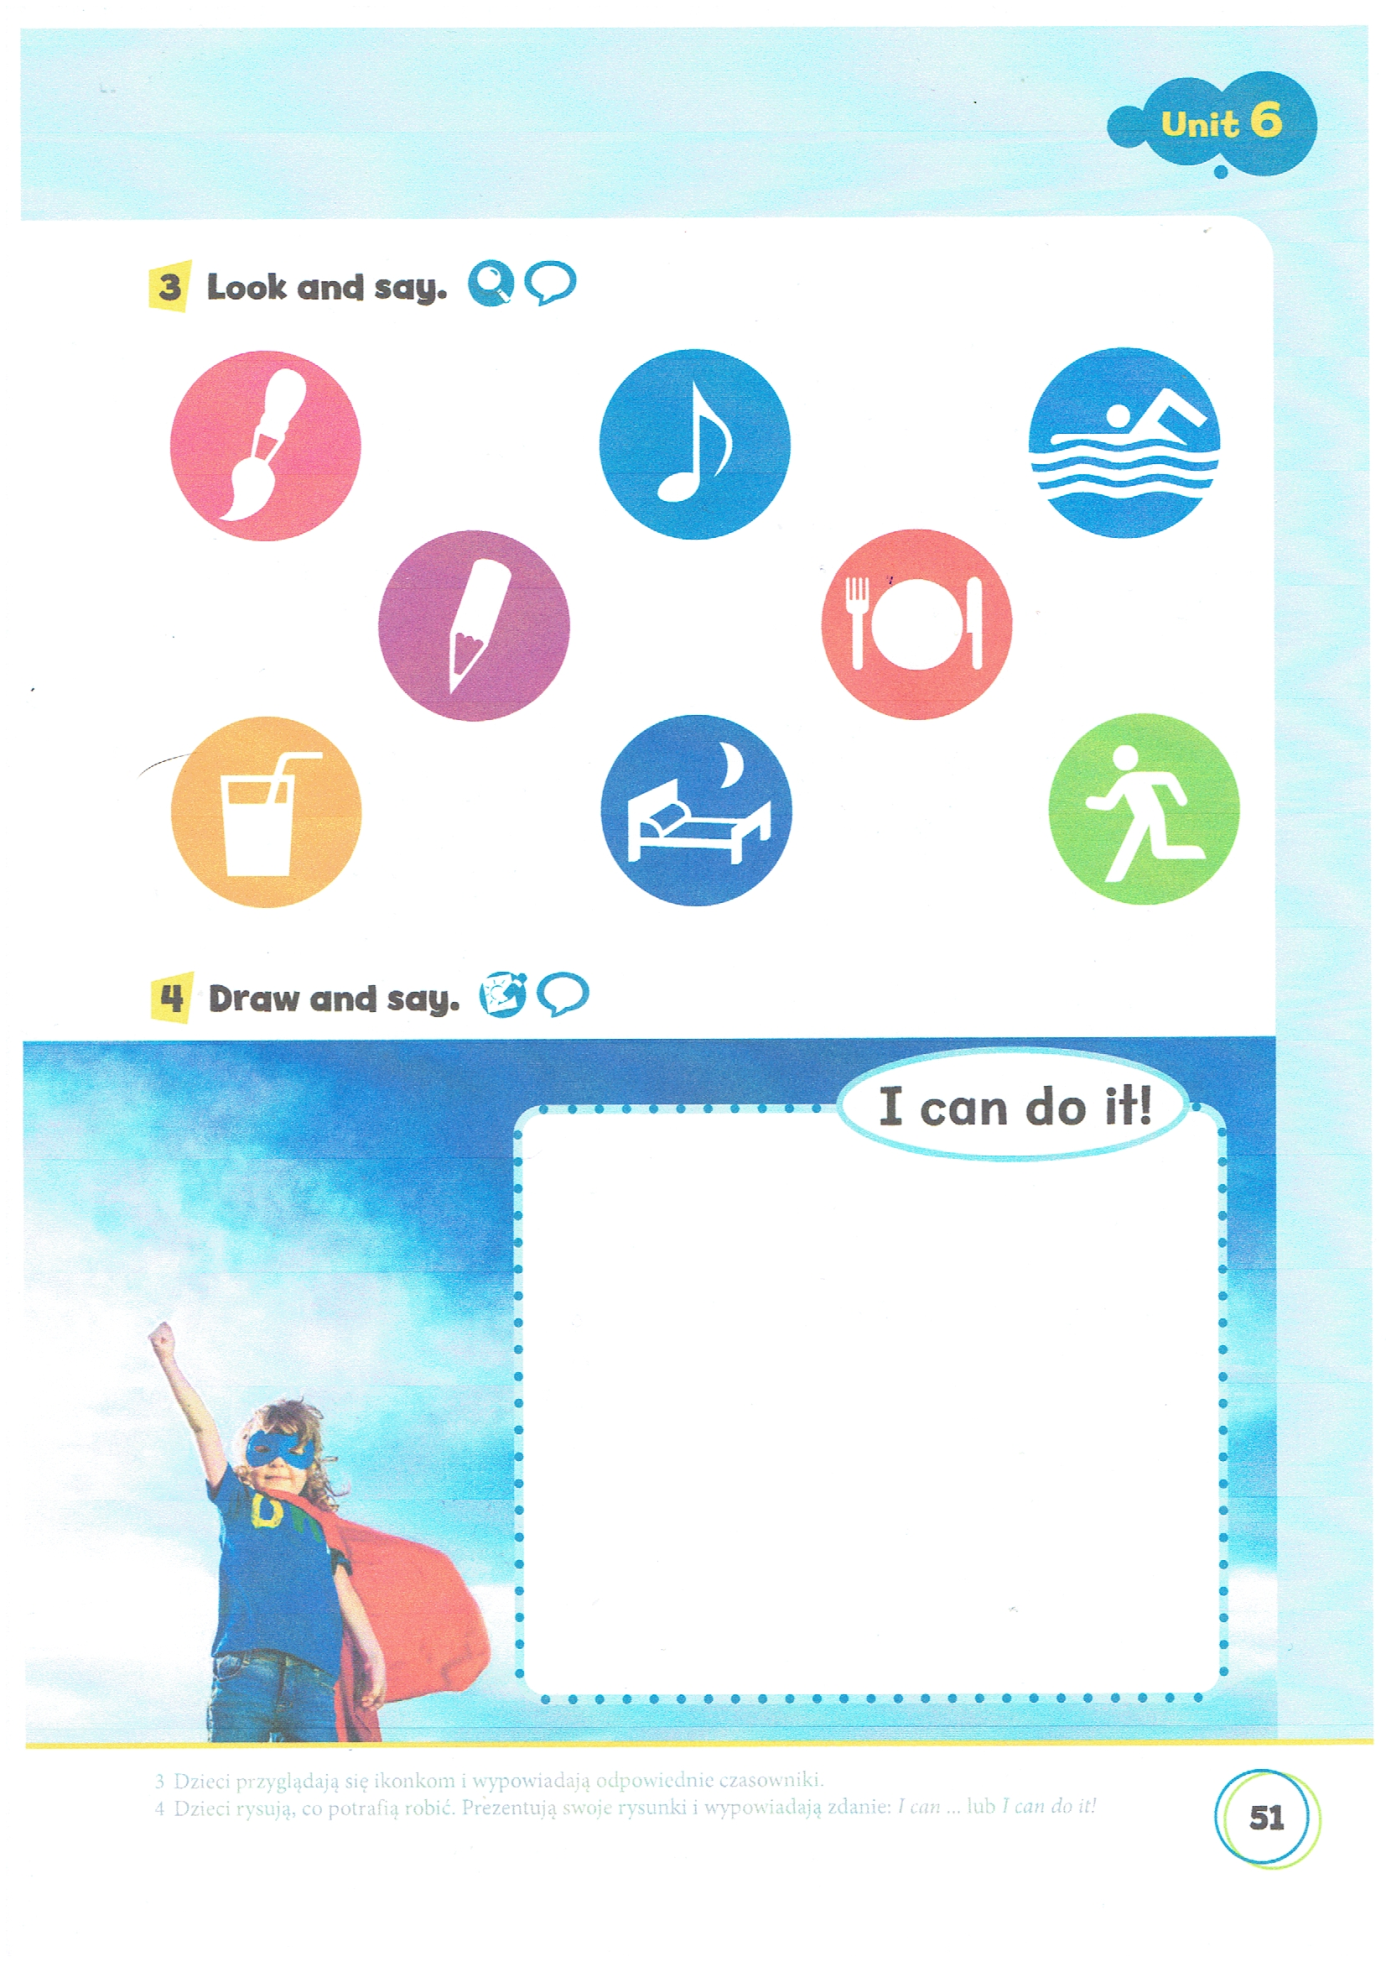 Unit 6
3 Look and say.
4 Draw and say.
I can do it!
D
3 Dzieci przyglądają się ikonkom i wypowiadają odpowiednie czasowniki.
4 Dzieci rysują, co potrafią robić. Prezentują swoje rysunki i wypowiadają zdanie: I can ... lub I can do it!
51